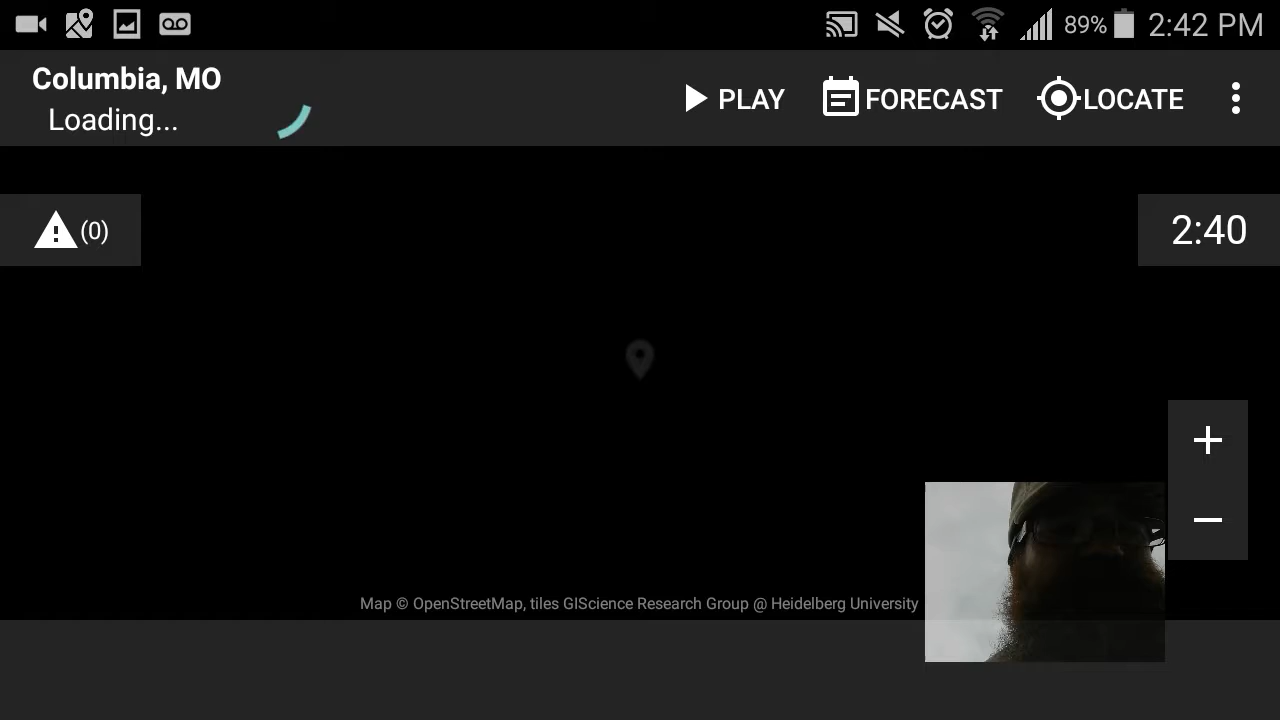 89% 2:42 PM
Columbia, MO
Loading...
PLAY FORECAST LOCATE
(0)
2:40
+
−
Map © OpenStreetMap, tiles GIScience Research Group @ Heidelberg University